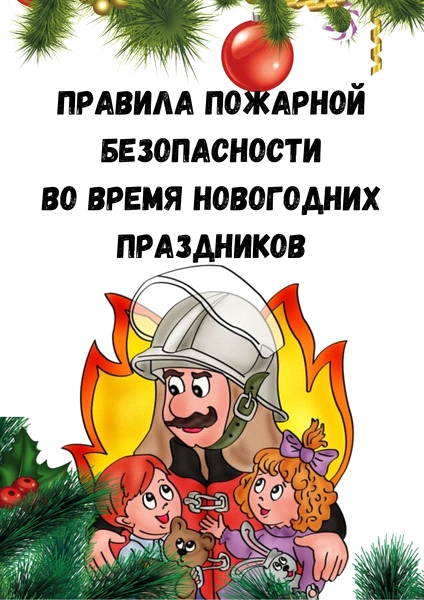 ПРАВИЛА ПОЖАРНОЙ
БЕЗОПАСНОСТИ
ВО ВРЕМЯ НОВОГОДНИХ
ПРАЗДНИКОВ